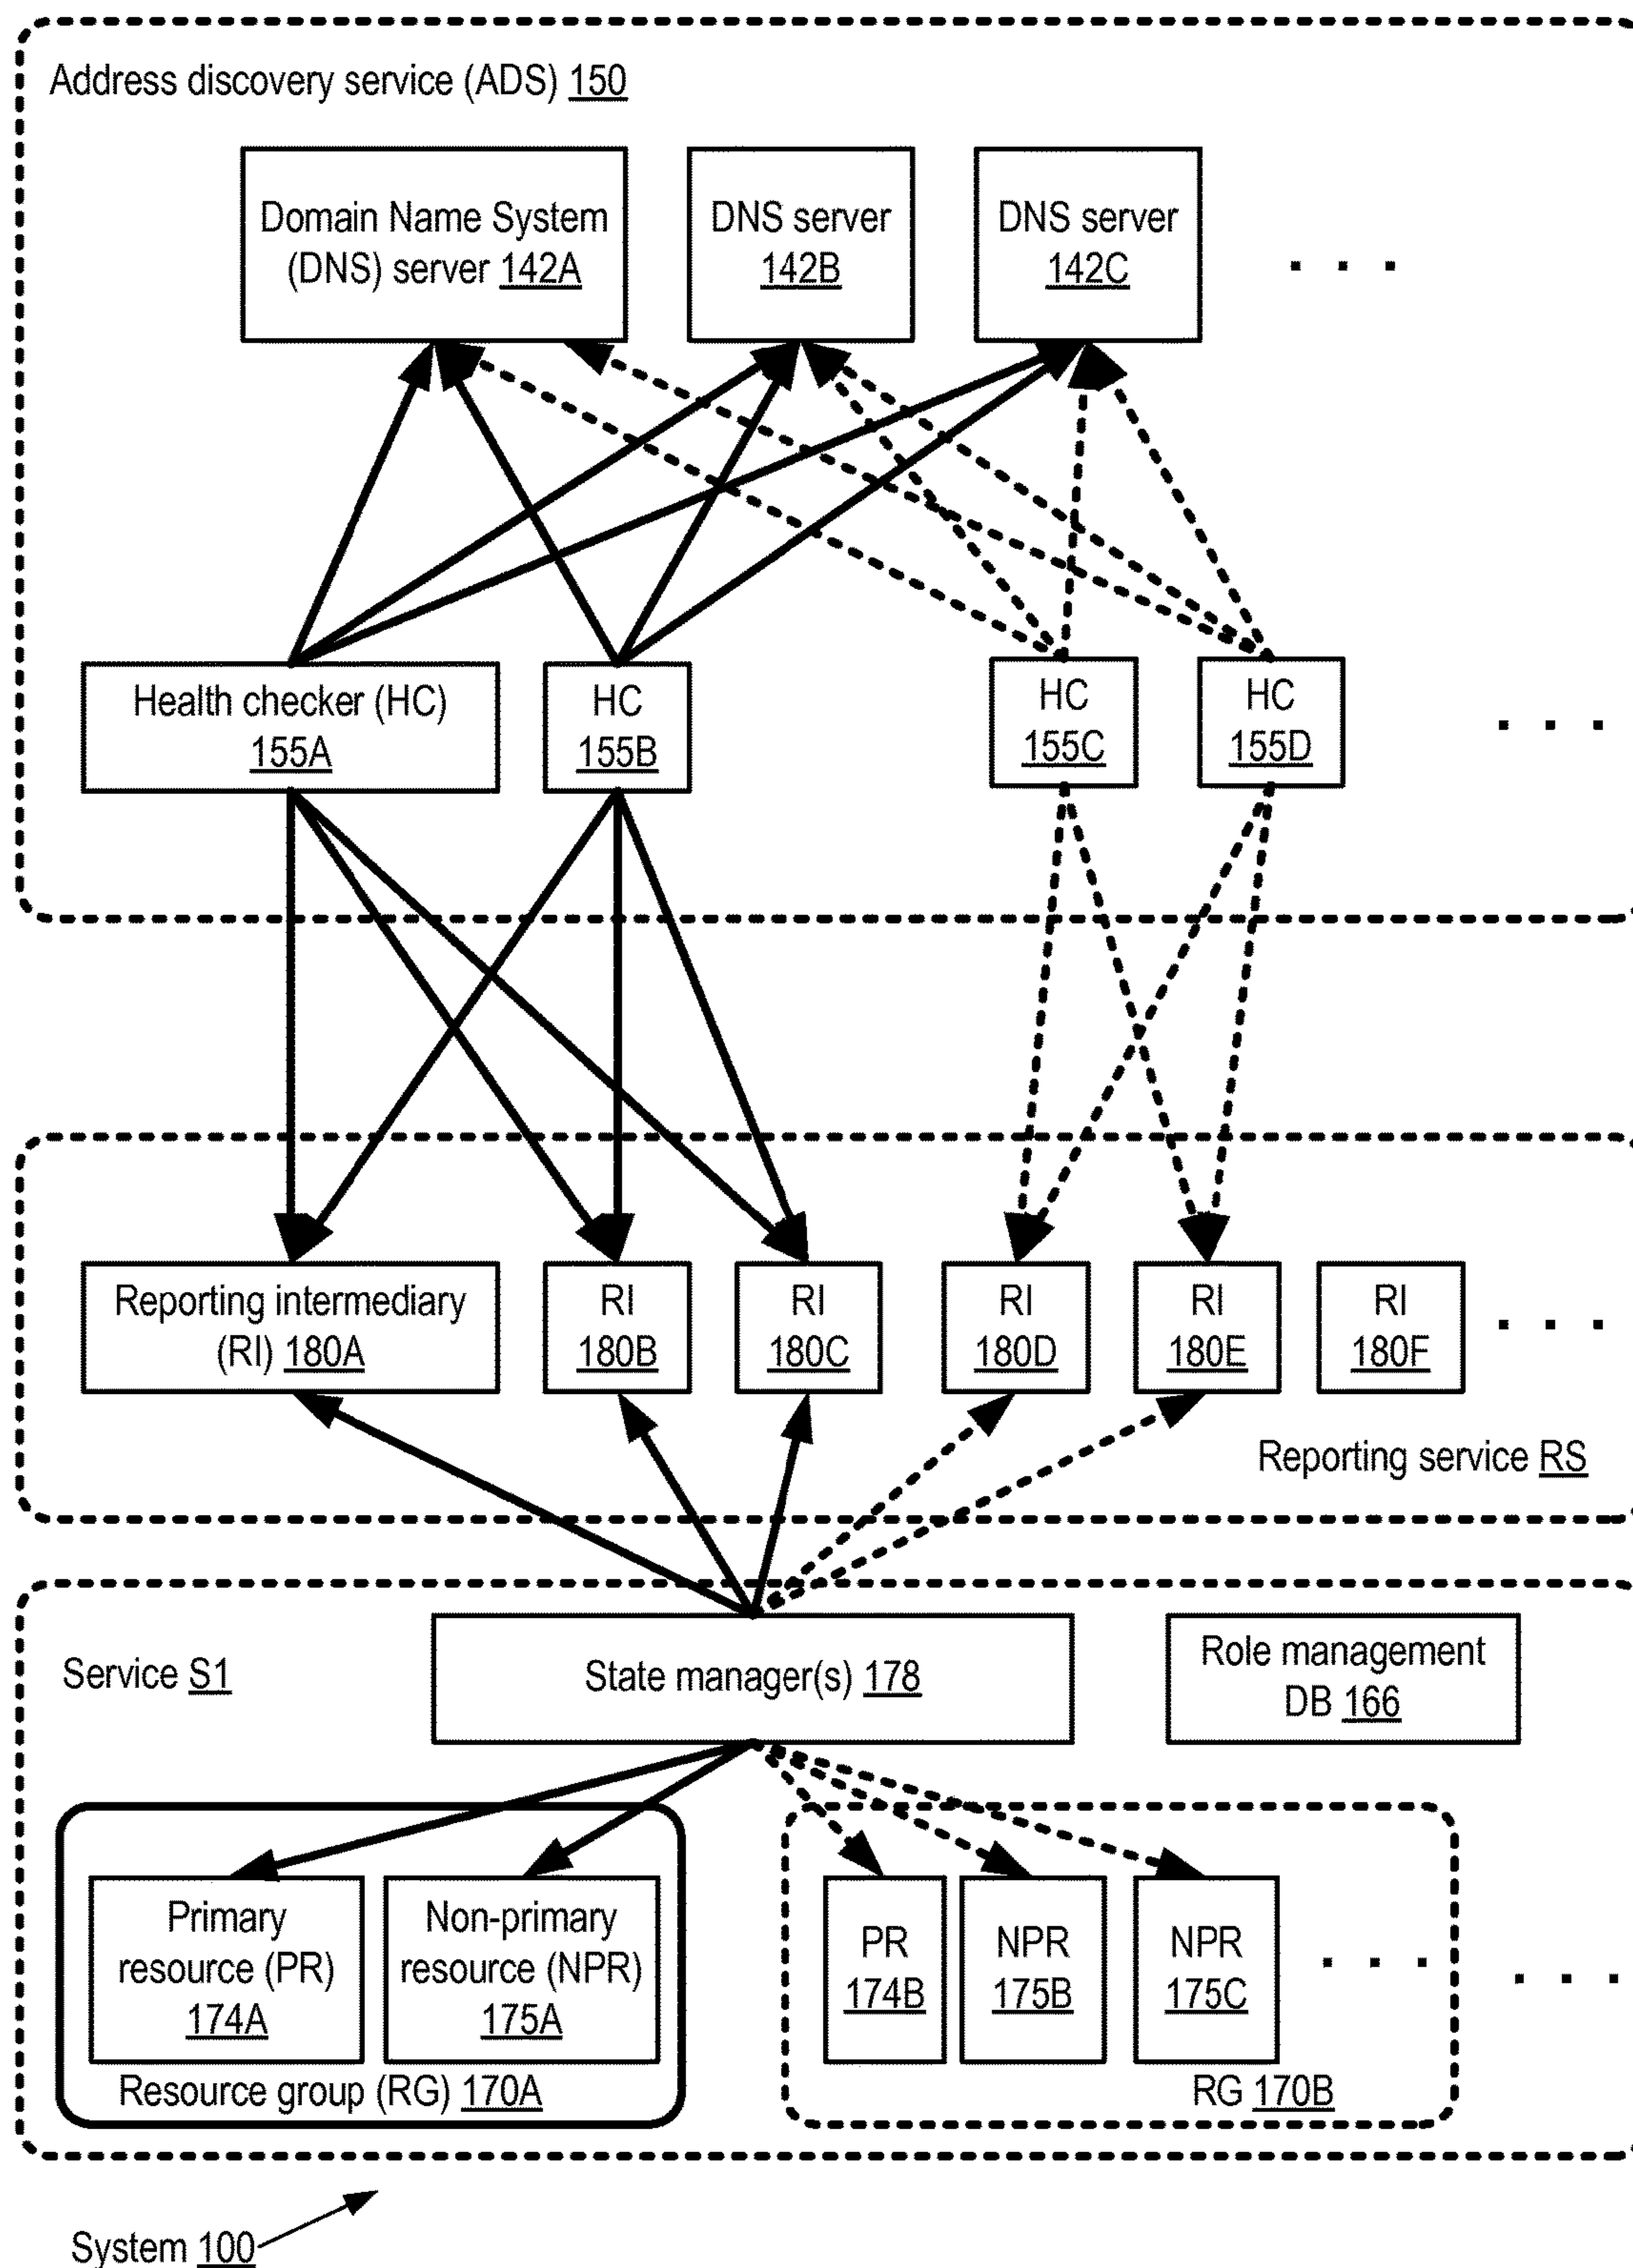 Address discovery service (ADS) 150
Domain Name System
(DNS) server 142A
DNS server
142B
DNS server
142C
. . .
Health checker (HC)
155A
HC
155B
HC
155C
HC
155D
. . .
Reporting intermediary
(RI) 180A
RI
180B
RI
180C
RI
180D
RI
180E
RI
180F
. . .
Reporting service RS
Service S1
State manager(s) 178
Role management
DB 166
Primary
resource (PR)
174A
Non-primary
resource (NPR)
175A
Resource group (RG) 170A
PR
174B
NPR
175B
NPR
175C
. . .
RG 170B
. . .
System 100